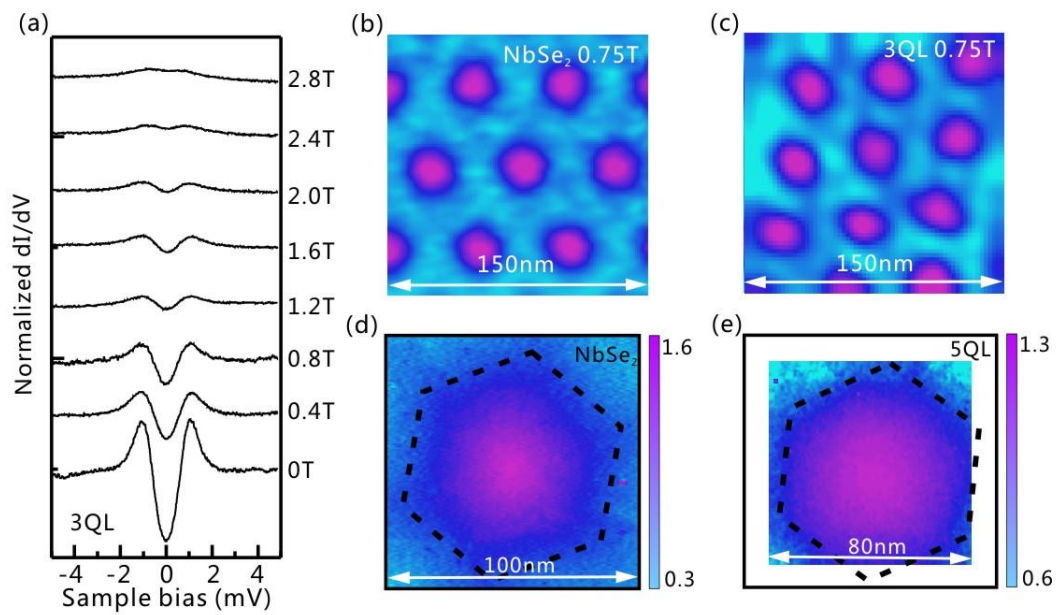 (a)
Normalized dI/dV
2.8T
2.4T
2.0T
1.6T
1.2T
0.8T
0.4T
0T
3QL
-4 -2 0 2 4
Sample bias (mV)
(b)
NbSe₂ 0.75T
150nm
(c)
3QL 0.75T
150nm
(d)
NbSe₂
100nm
1.6
0.3
(e)
5QL
80nm
1.3
0.6